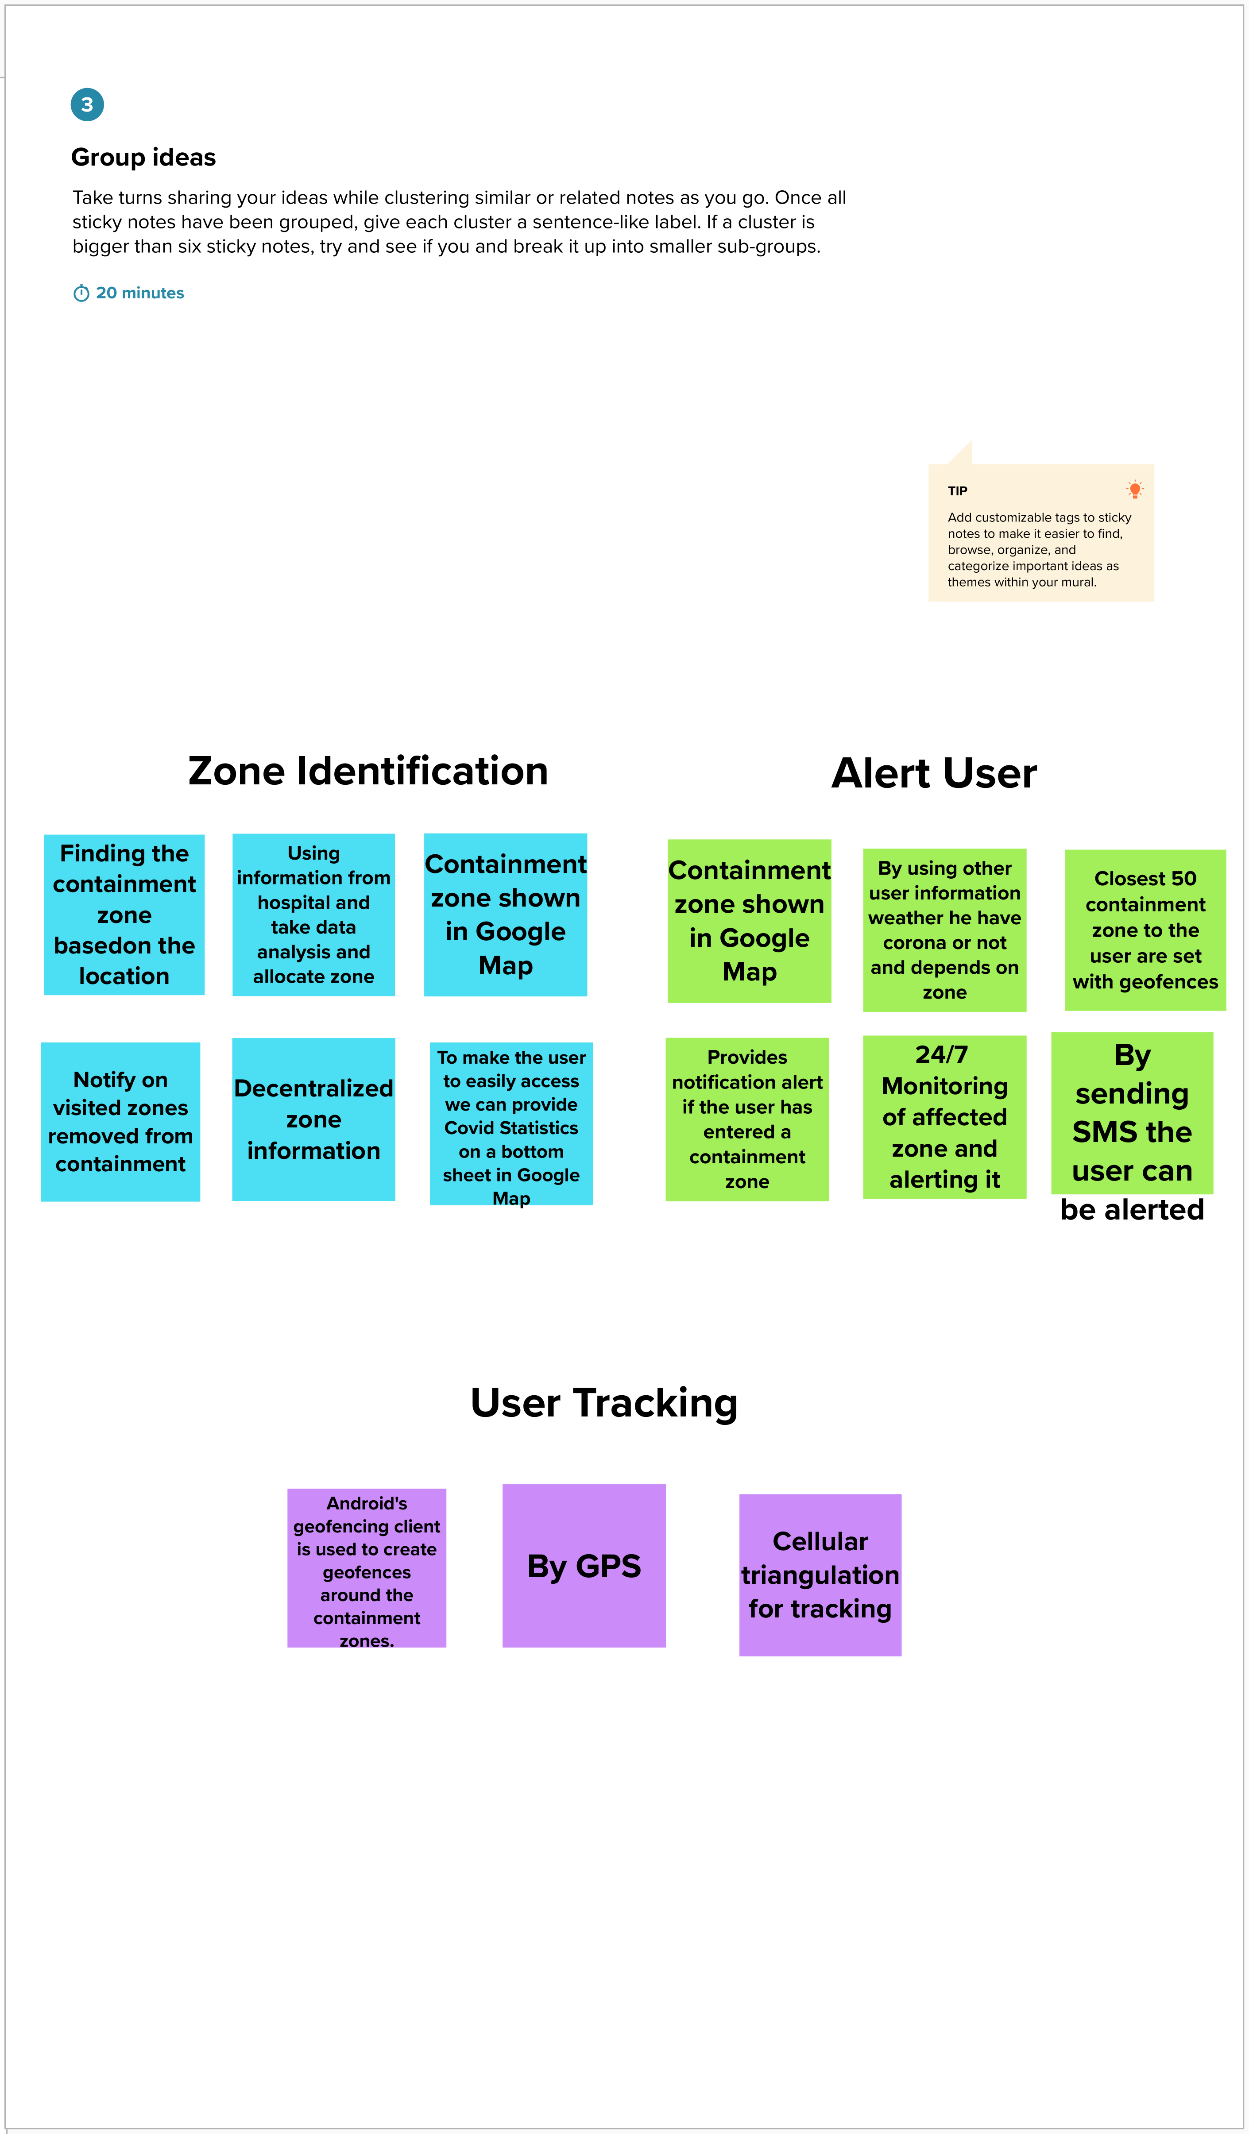 3
Group ideas
Take turns sharing your ideas while clustering similar or related notes as you go. Once all
sticky notes have been grouped, give each cluster a sentence-like label. If a cluster is
bigger than six sticky notes, try and see if you and break it up into smaller sub-groups.
20 minutes
TIP
Add customizable tags to sticky
notes to make it easier to find,
browse, organize, and
categorize important ideas as
themes within your mural.
Zone Identification
Finding the
containment
zone
basedon the
location
Using
information from
hospital and
take data
analysis and
allocate zone
Containment
zone shown
in Google
Map
Notify on
visited zones
removed from
containment
Decentralized
zone
information
To make the user
to easily access
we can provide
Covid Statistics
on a bottom
sheet in Google
Map
Alert User
Containment
zone shown
in Google
Map
By using other
user information
weather he have
corona or not
and depends on
zone
Closest 50
containment
zone to the
user are set
with geofences
Provides
notification alert
if the user has
entered a
containment
zone
24/7
Monitoring
of affected
zone and
alerting it
By
sending
SMS the
user can
be alerted
User Tracking
Android's
geofencing client
is used to create
geofences
around the
containment
zones.
By GPS
Cellular
triangulation
for tracking